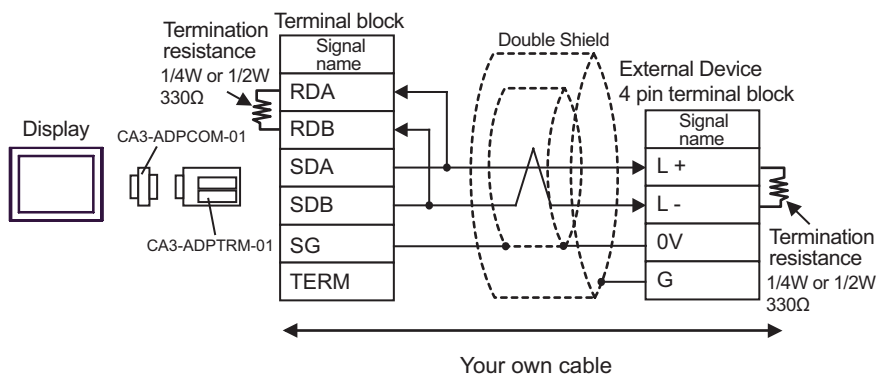 Terminal block
Termination
resistance
1/4W or 1/2W
330Ω
Signal
name
RDA
RDB
SDA
SDB
SG
TERM
Display
CA3-ADPCOM-01
CA3-ADPTRM-01
Double Shield
External Device
4 pin terminal block
Signal
name
L +
L -
0V
G
Termination
resistance
1/4W or 1/2W
330Ω
Your own cable